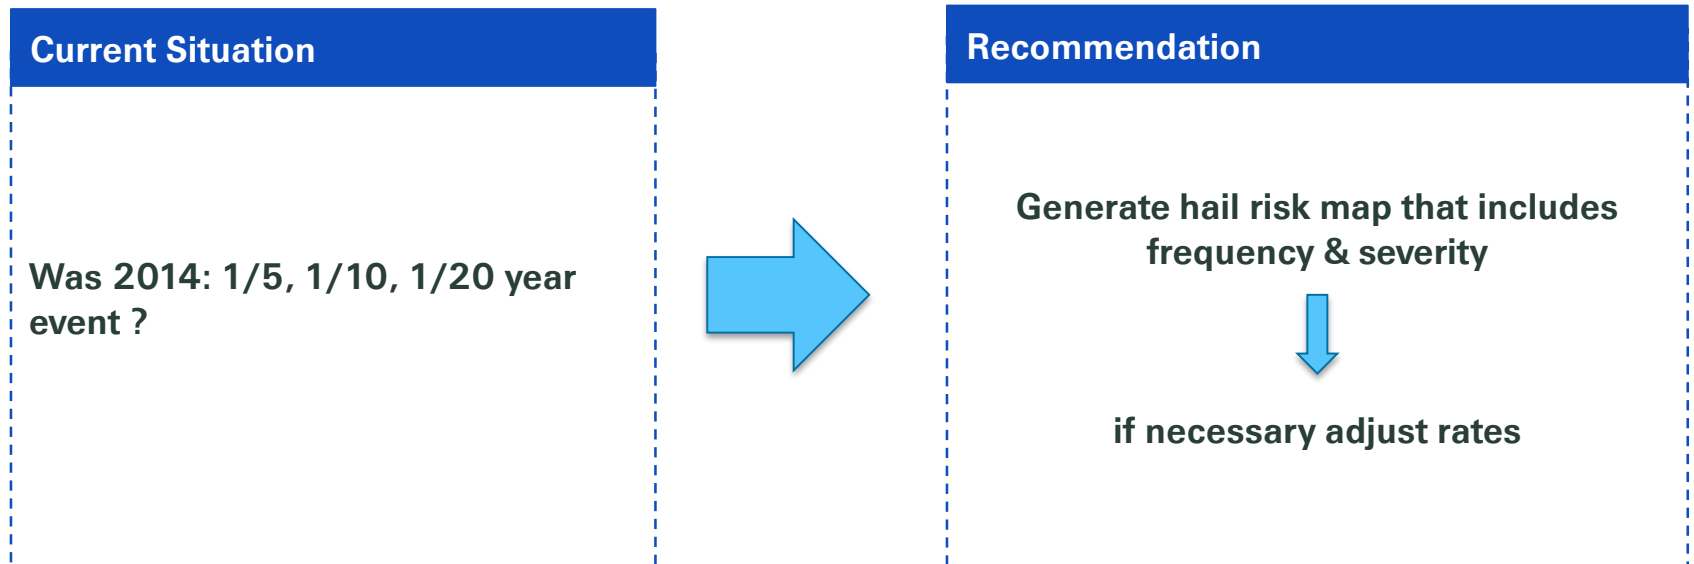 Current Situation
Was 2014: 1/5, 1/10, 1/20 year
event ?
Recommendation
Generate hail risk map that includes
frequency & severity
if necessary adjust rates